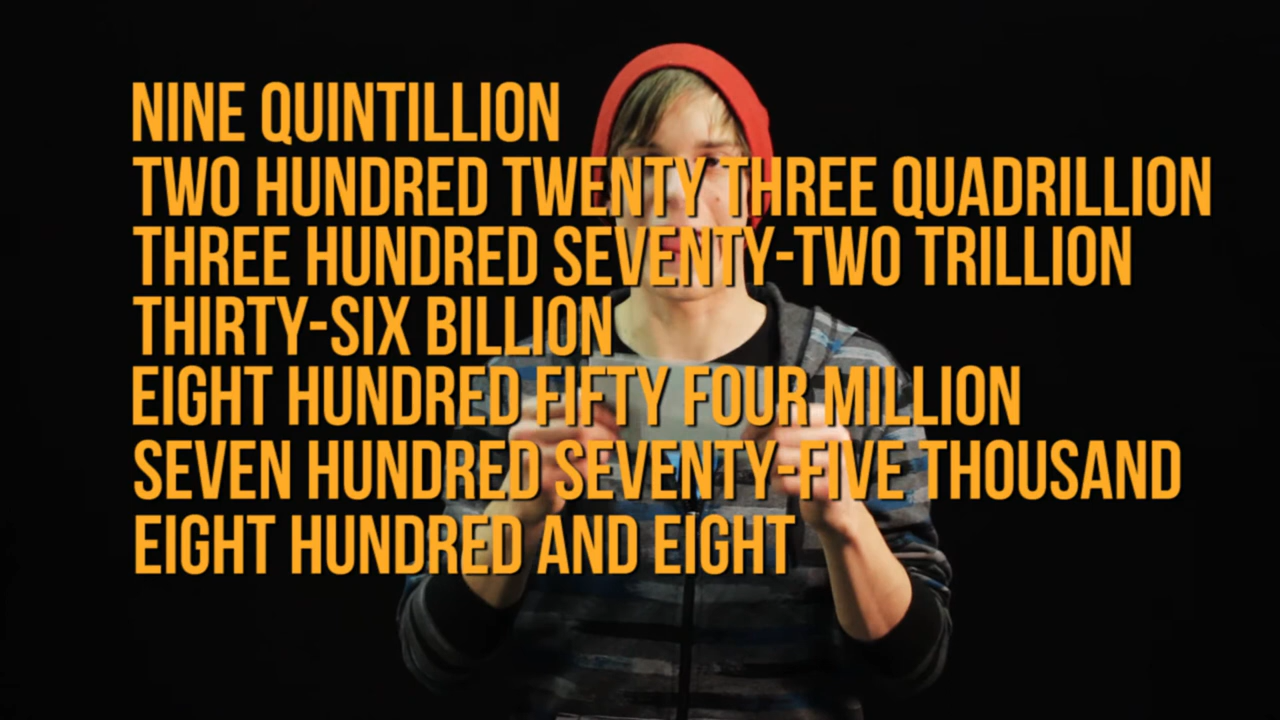 NINE QUINTILLION
TWO HUNDRED TWENTY THREE QUADRILLION
THREE HUNDRED SEVENTY-TWO TRILLION
THIRTY-SIX BILLION
EIGHT HUNDRED FIFTY FOUR MILLION
SEVEN HUNDRED SEVENTY-FIVE THOUSAND
EIGHT HUNDRED AND EIGHT